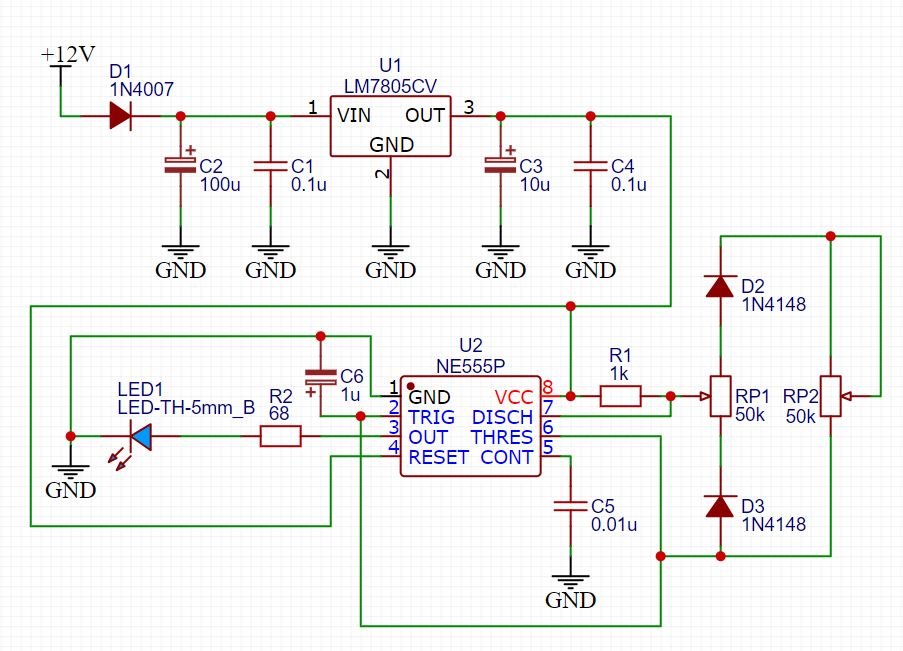 +12V
D1
1N4007
U1
LM7805CV
1
VIN
OUT
3
GND
2
+
C2
100u
C1
0.1u
+
C3
10u
C4
0.1u
GND
GND
GND
GND
GND
D2
1N4148
U2
NE555P
R1
1k
C6
1u
+
LED1
LED-TH-5mm_B
R2
68
1
GND
VCC
8
2
TRIG
DISCH
7
3
OUT
THRES
6
4
RESET
CONT
5
RP1
50k
RP2
50k
GND
C5
0.01u
D3
1N4148
GND